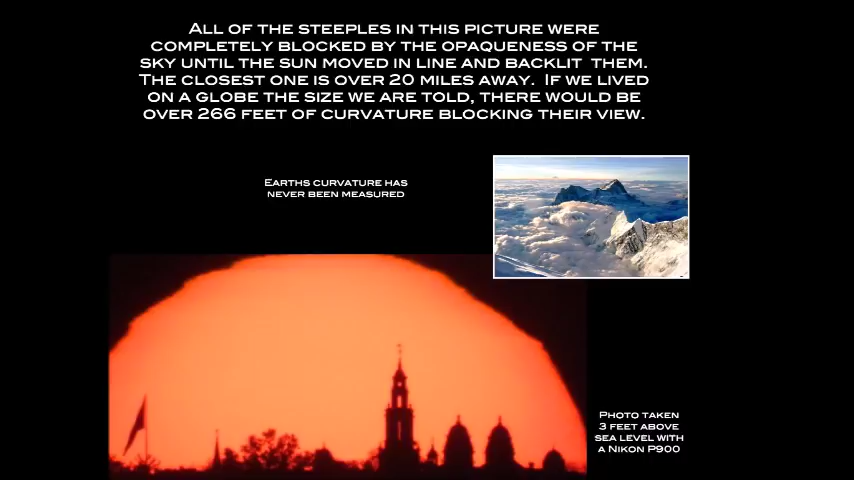 ALL OF THE STEEPLES IN THIS PICTURE WERE
COMPLETELY BLOCKED BY THE OPAQUENESS OF THE
SKY UNTIL THE SUN MOVED IN LINE AND BACKLIT THEM.
THE CLOSEST ONE IS OVER 20 MILES AWAY. IF WE LIVED
ON A GLOBE THE SIZE WE ARE TOLD, THERE WOULD BE
OVER 266 FEET OF CURVATURE BLOCKING THEIR VIEW.
EARTHS CURVATURE HAS
NEVER BEEN MEASURED
PHOTO TAKEN
3 FEET ABOVE
SEA LEVEL WITH
A NIKON P900